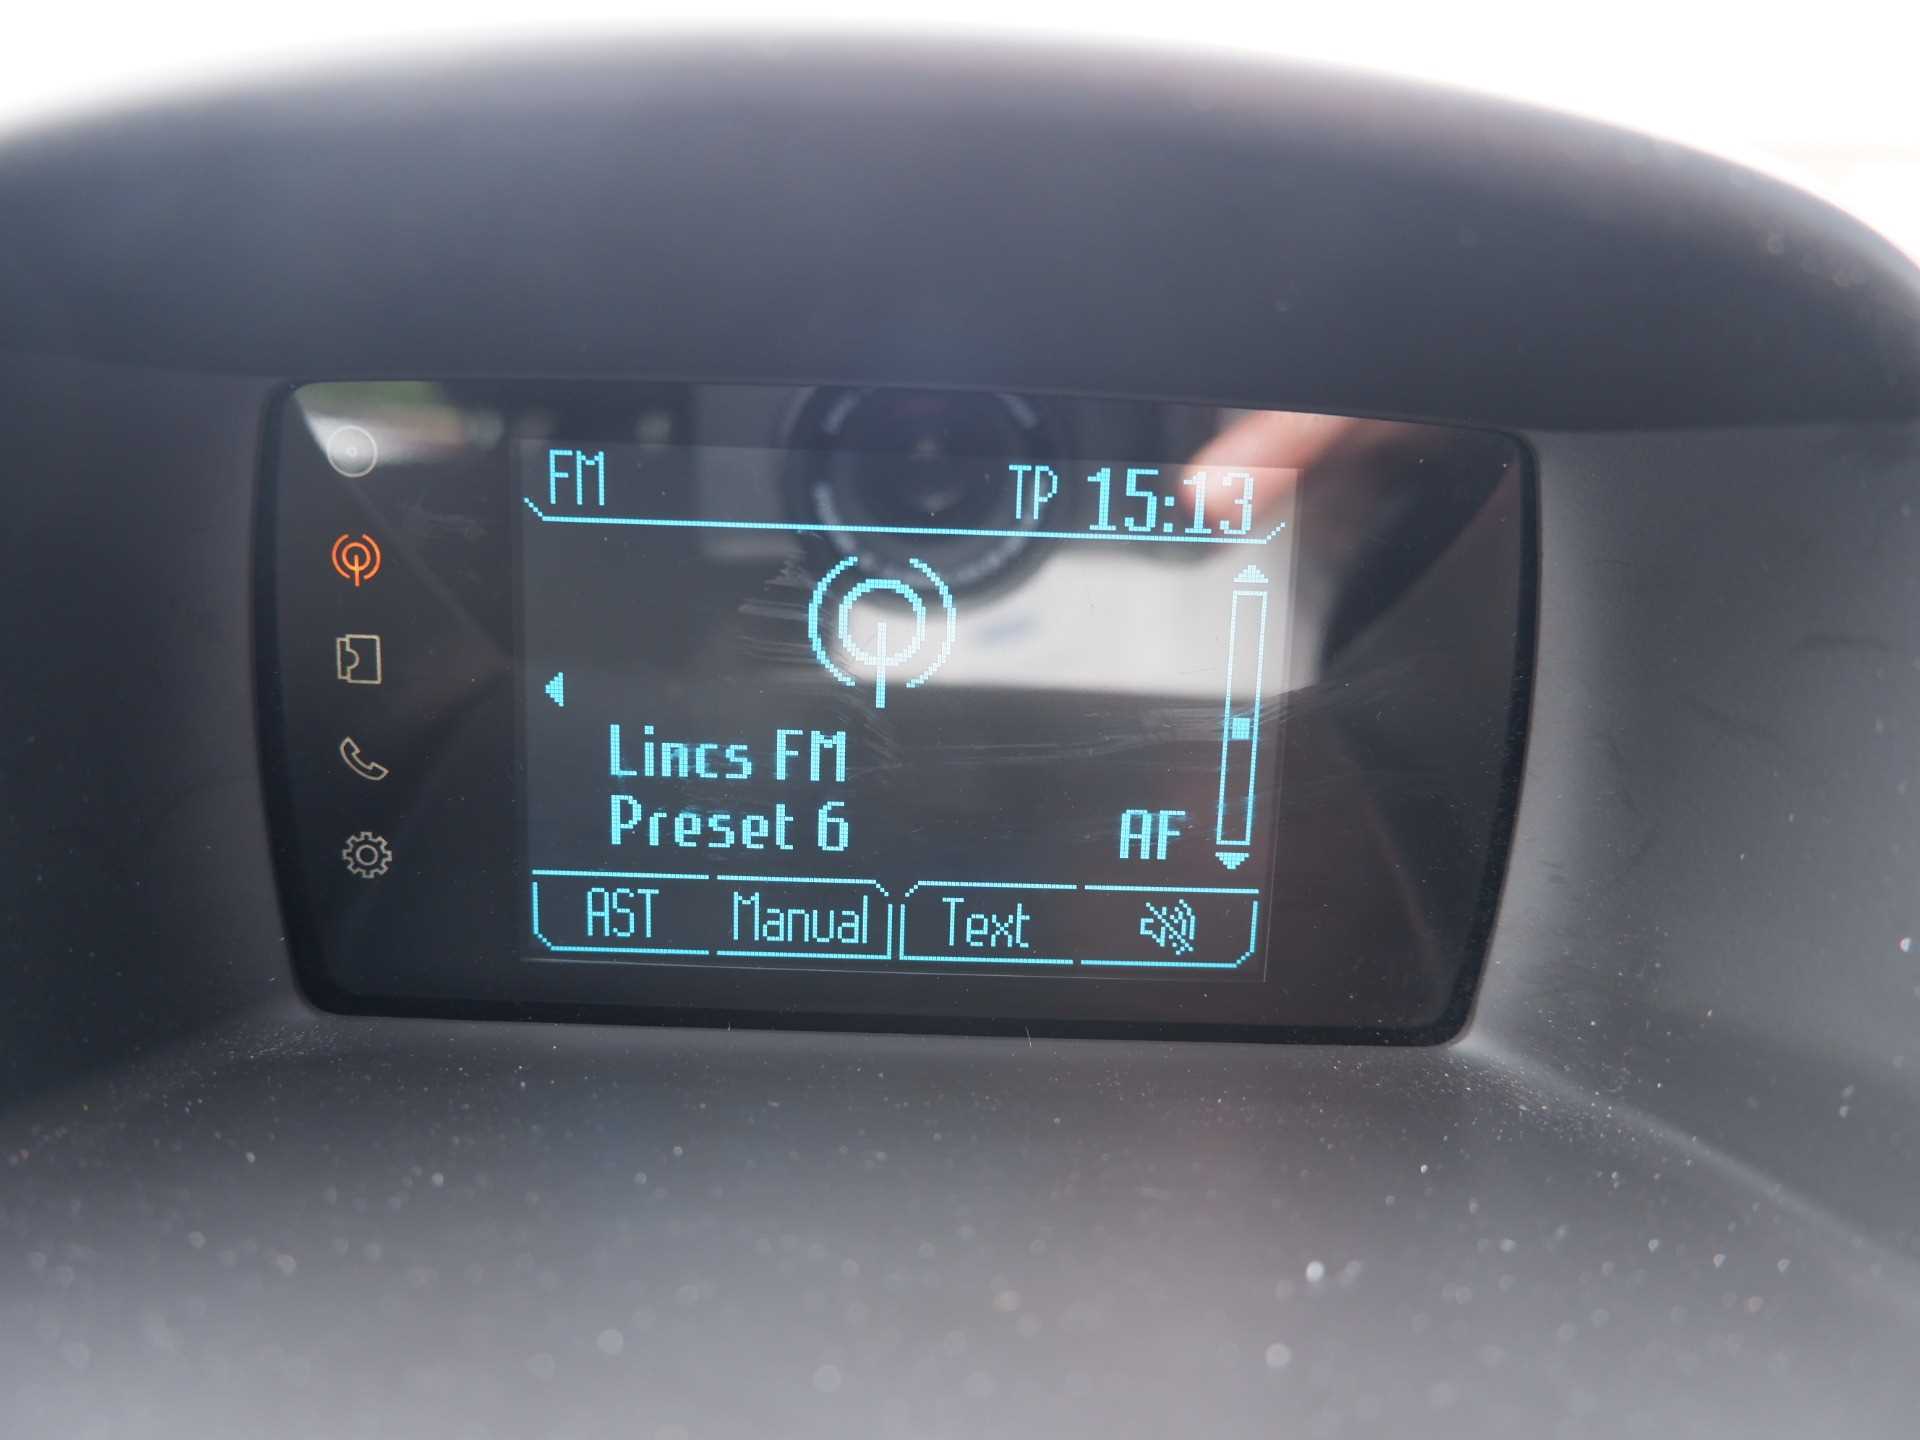 FM TP 15:13
Lincs FM
Preset 6 AF
AST Manual Text